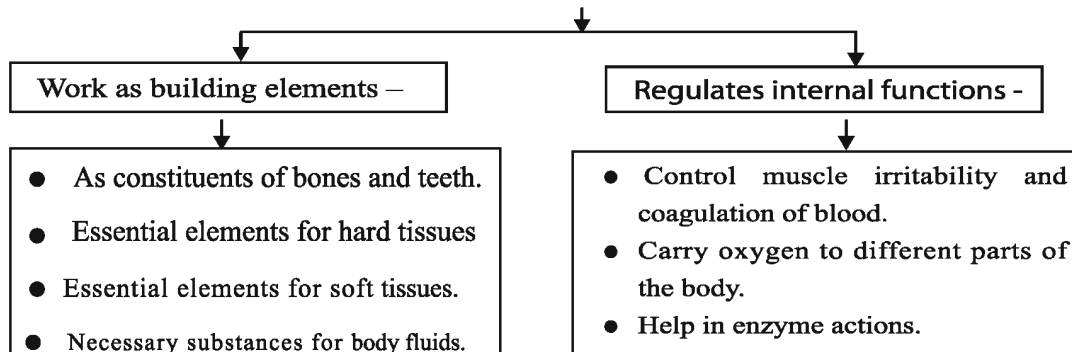 Work as building elements –
Regulates internal functions -
● As constituents of bones and teeth.
● Essential elements for hard tissues
● Essential elements for soft tissues.
● Necessary substances for body fluids.
● Control muscle irritability and
coagulation of blood.
● Carry oxygen to different parts of
the body.
● Help in enzyme actions.